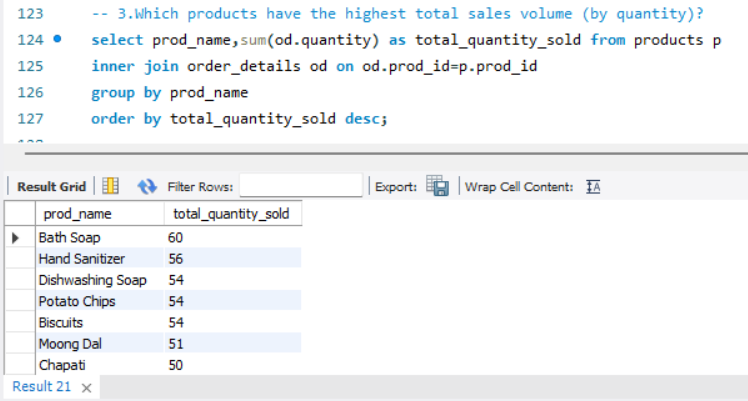 123 -- 3.Which products have the highest total sales volume (by quantity)?
124 select prod_name,sum(od.quantity) as total_quantity_sold from products p
125 inner join order_details od on od.prod_id=p.prod_id
126 group by prod_name
127 order by total_quantity_sold desc;
Result Grid Filter Rows: Export: Wrap Cell Content: IA
prod_name total_quantity_sold
Bath Soap 60
Hand Sanitizer 56
Dishwashing Soap 54
Potato Chips 54
Biscuits 54
Moong Dal 51
Chapati 50
Result 21 ×